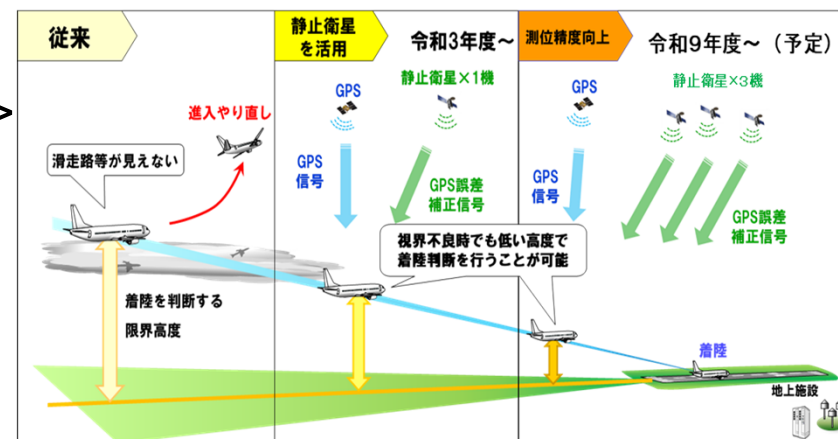 >
従来
静止衛星
を活用
令和3年度～
測位精度向上
令和9年度～（予定）
進入やり直し
滑走路等が見えない
着陸を判断する
限界高度
GPS
静止衛星×1機
GPS
信号
GPS誤差
補正信号
視界不良時でも低い高度で
着陸判断を行うことが可能
GPS
静止衛星×3機
GPS
信号
GPS誤差
補正信号
着陸
地上施設